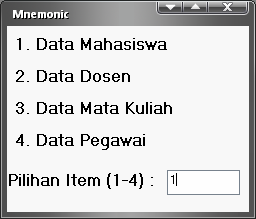 Mnemonic
1. Data Mahasiswa
2. Data Dosen
3. Data Mata Kuliah
4. Data Pegawai
Pilihan Item (1-4) : 1